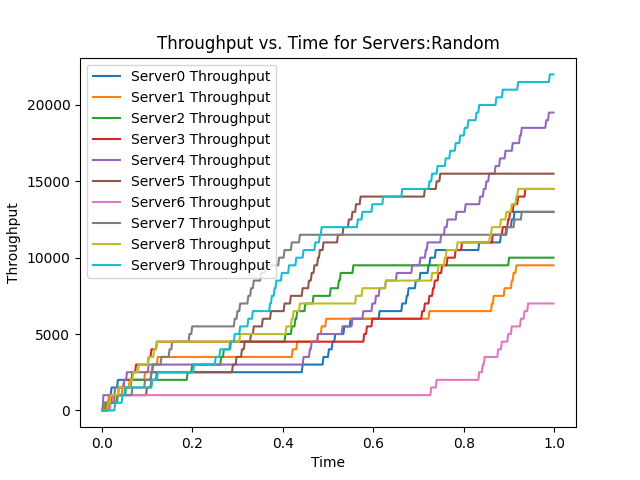 Throughput vs. Time for Servers:Random
Server0 Throughput
Server1 Throughput
Server2 Throughput
Server3 Throughput
Server4 Throughput
Server5 Throughput
Server6 Throughput
Server7 Throughput
Server8 Throughput
Server9 Throughput
Throughput
20000
15000
10000
5000
0
0.0 0.2 0.4 0.6 0.8 1.0
Time